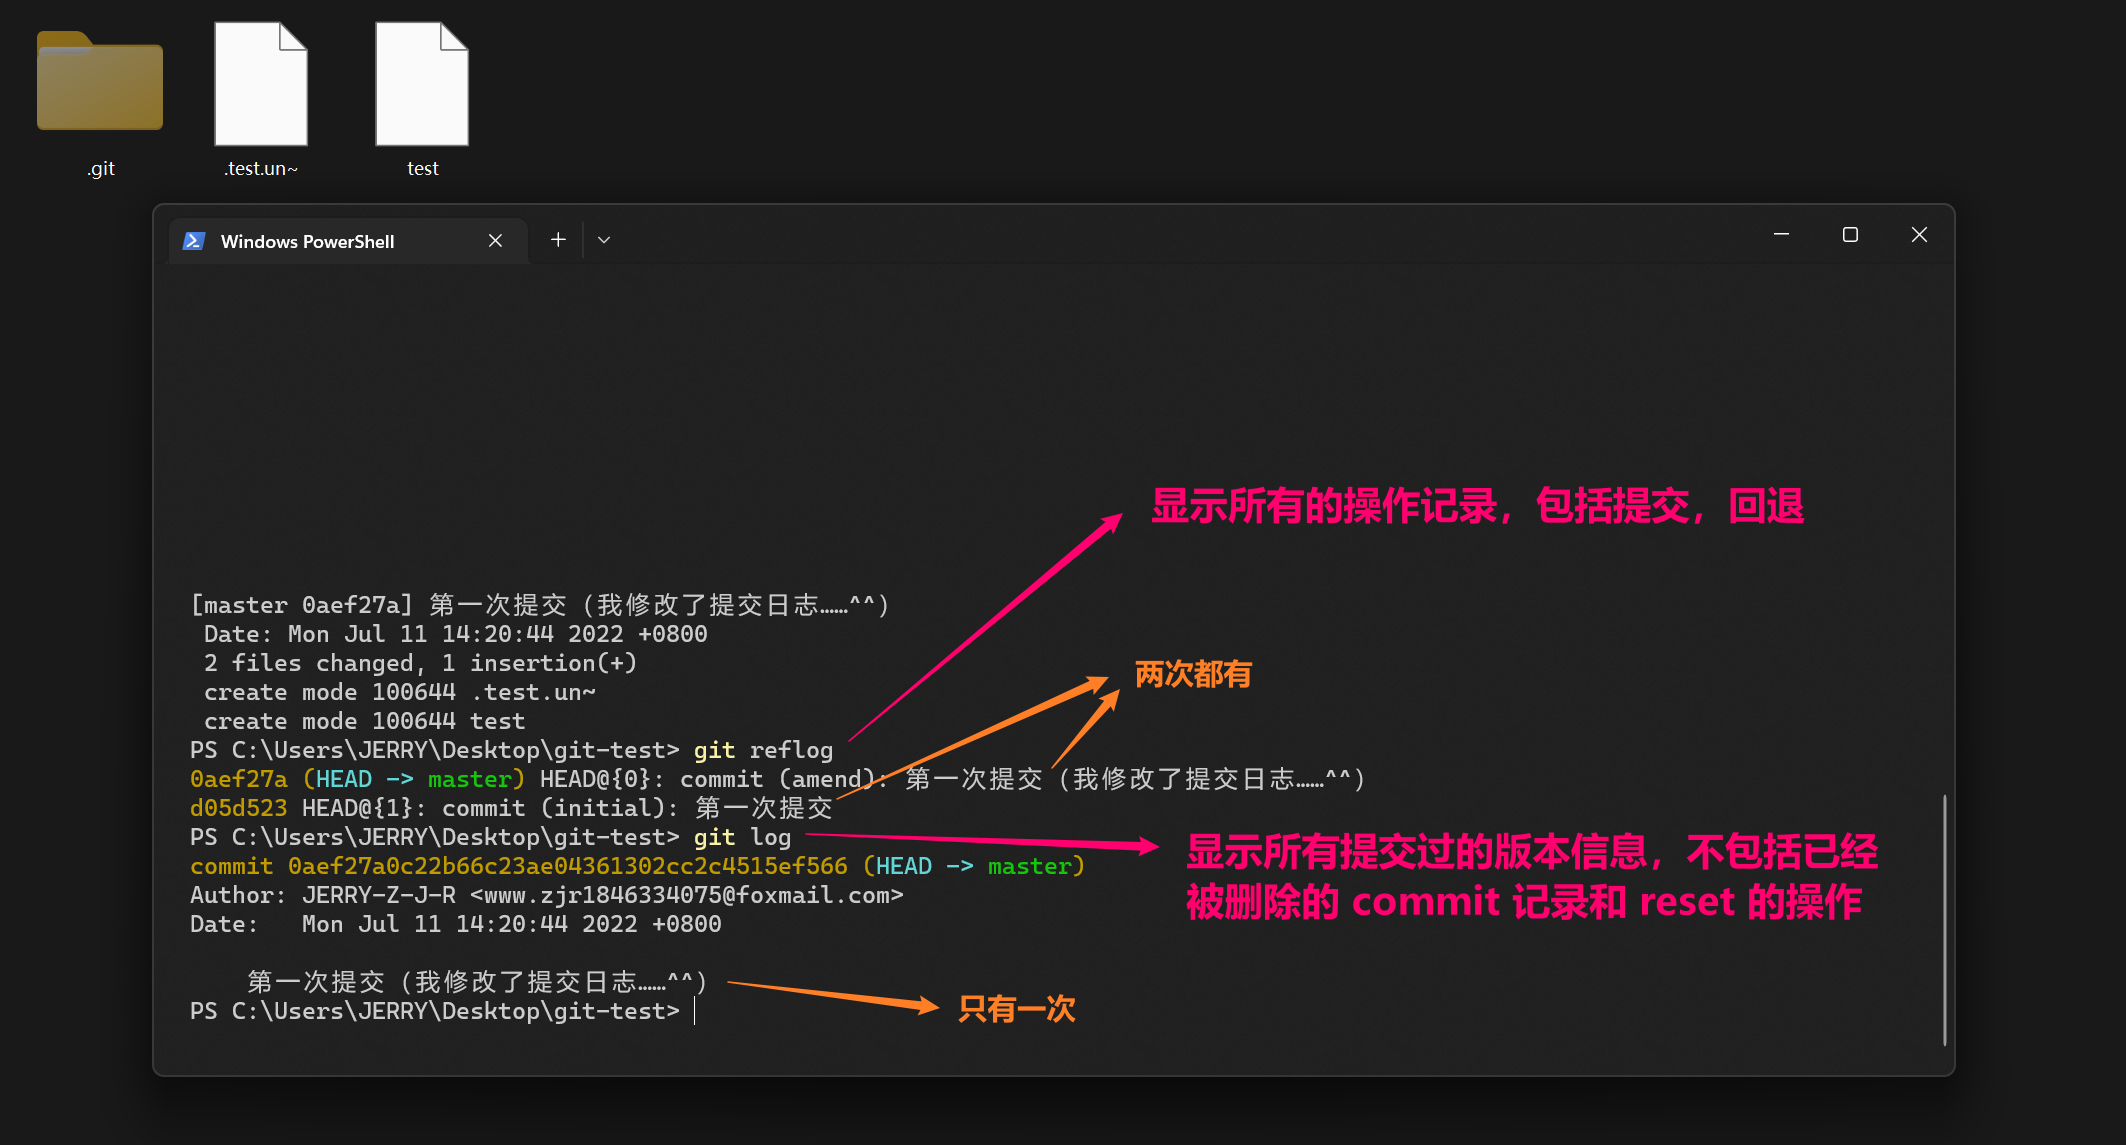 .git
.test.un~
test
Windows PowerShell
显示所有的操作记录，包括提交，回退
[master 0aef27a] 第一次提交（我修改了提交日志……^^）
Date: Mon Jul 11 14:20:44 2022 +0800
2 files changed, 1 insertion(+)
两次都有
create mode 100644 .test.un~
create mode 100644 test
PS C:\Users\JERRY\Desktop\git-test> git reflog
0aef27a (HEAD -> master) HEAD@{0}: commit (amend): 第一次提交（我修改了提交日志……^^）
d05d523 HEAD@{1}: commit (initial): 第一次提交
PS C:\Users\JERRY\Desktop\git-test> git log
显示所有提交过的版本信息，不包括已经
被删除的 commit 记录和 reset 的操作
commit 0aef27a0c22b66c23ae04361302cc2c4515ef566 (HEAD -> master)
Author: JERRY-Z-J-R <www.zjr1846334075@foxmail.com>
Date:   Mon Jul 11 14:20:44 2022 +0800
第一次提交（我修改了提交日志……^^）
只有一次
PS C:\Users\JERRY\Desktop\git-test>